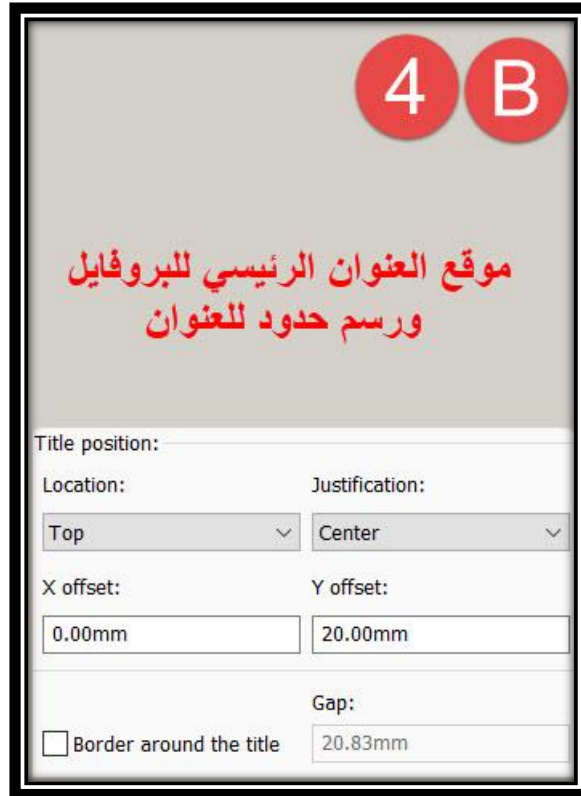 4 B
موقع العنوان الرئيسي للبروفايل
ورسم حدود للعنوان
Title position:
Location: Justification:
Top Center
X offset: Y offset:
0.00mm 20.00mm
Gap:
Border around the title 20.83mm